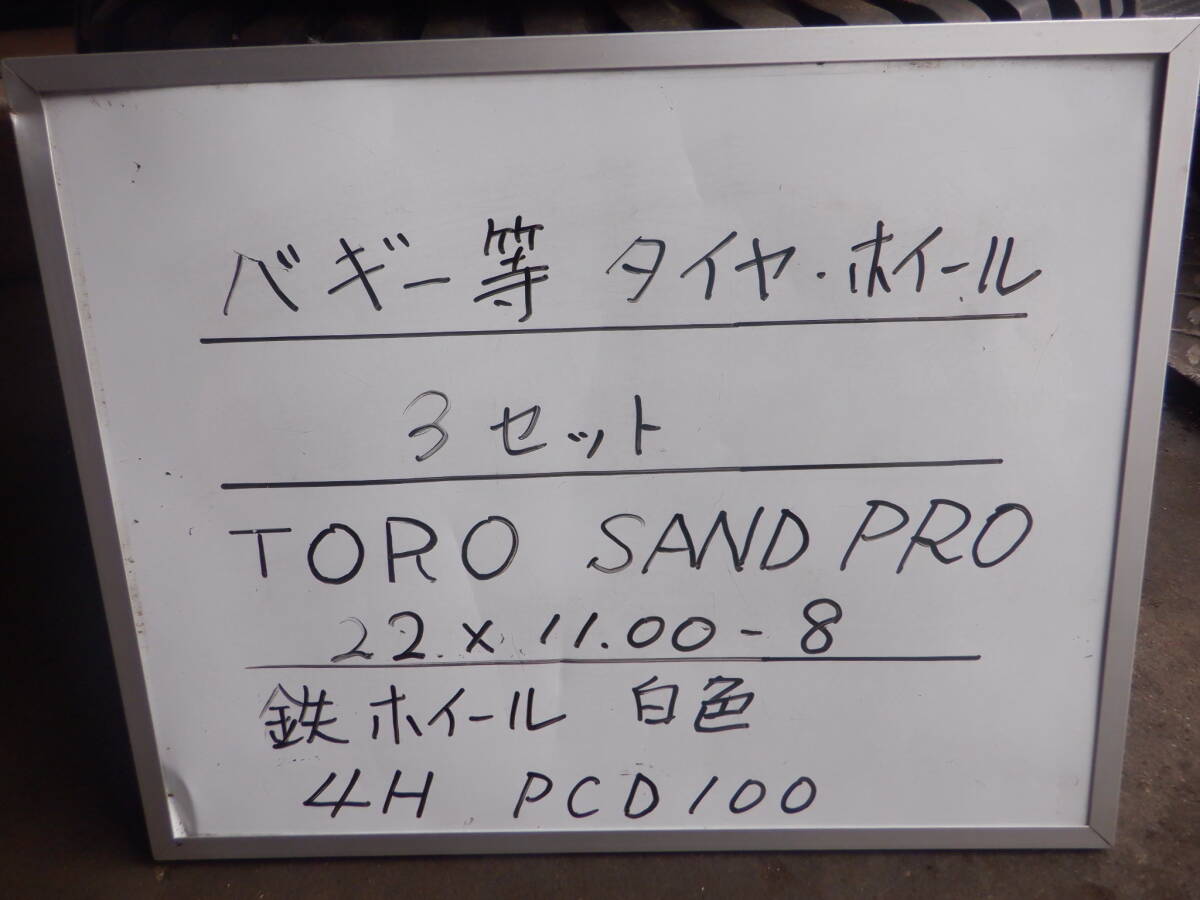 バギー等 タイヤ・ホイール
3セット
TORO SAND PRO
22×11.00-8
鉄ホイール 白色
4H PCD100